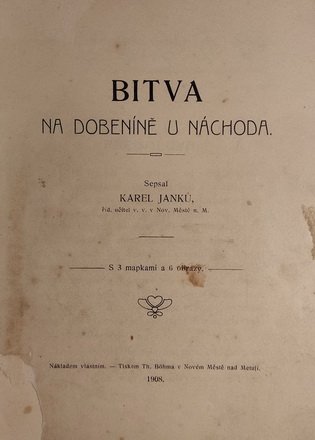 BITVA
NA DOBENÍNĚ U NÁCHODA.
Sepsal
KAREL JANKŮ,
říd. učitel v. v. v Nov. Městě n. M.
S 3 mapkami a 6 obrazy.
Nákladem vlastním. — Tiskem Th. Böhma v Novém Městě nad Metují.
1908.